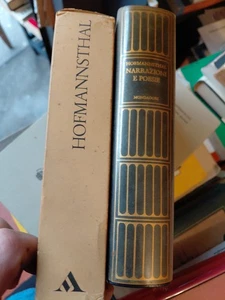 HOFMANNSTHAL
HOFMANNSTHAL
NARRAZIONI
E POESIE
MONDADORI